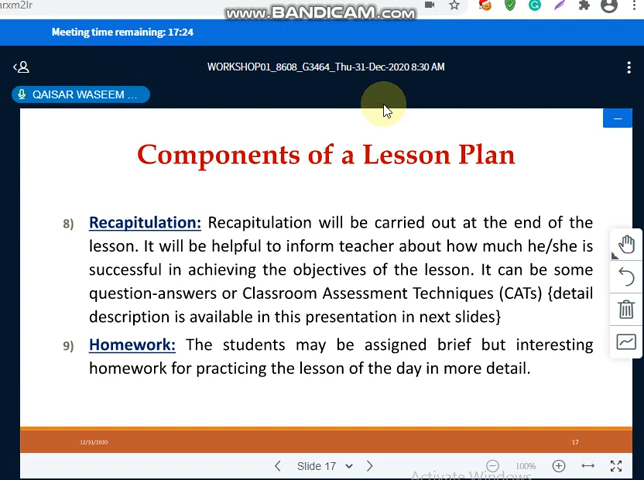 nrxm2lr
www.BANDICAM.com
Meeting time remaining: 17:24
WORKSHOP01_8608_G3464_Thu-31-Dec-2020 8:30 AM
QAISAR WASEEM ...
Components of a Lesson Plan
8) Recapitulation: Recapitulation will be carried out at the end of the
lesson. It will be helpful to inform teacher about how much he/she is
successful in achieving the objectives of the lesson. It can be some
question-answers or Classroom Assessment Techniques (CATs) {detail
description is available in this presentation in next slides}
9) Homework: The students may be assigned brief but interesting
homework for practicing the lesson of the day in more detail.
12/31/2020
17
Slide 17
100%
Activate Windows